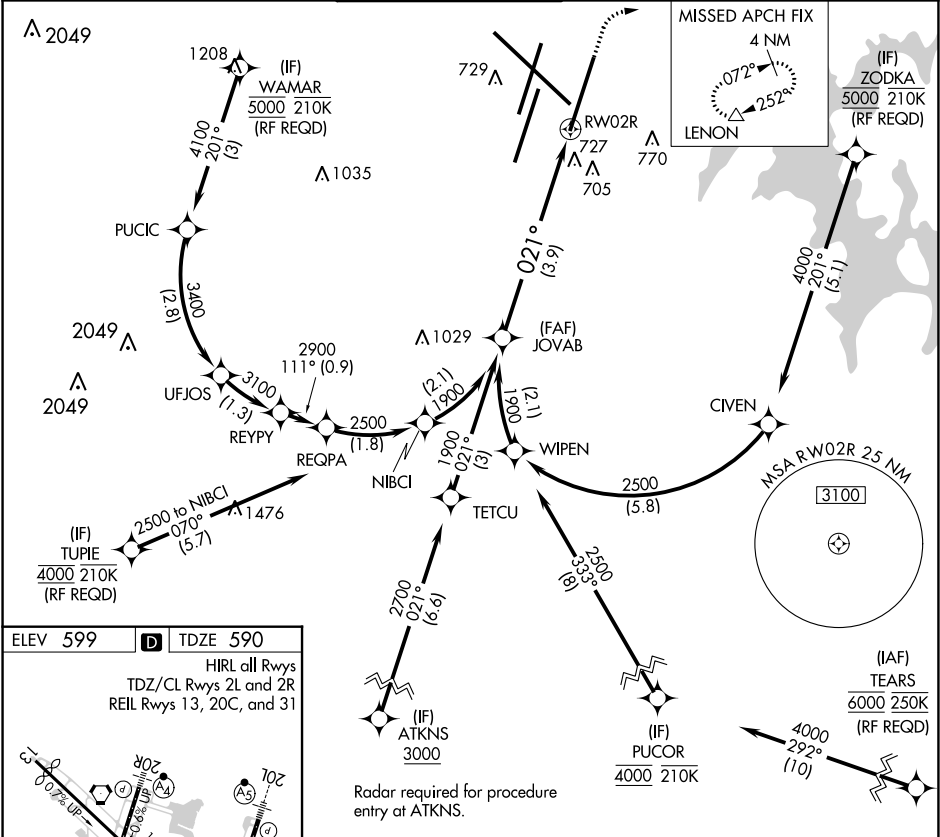 2049
1208
(IF)
WAMAR
5000 210K
(RF REQD)
4100
201°
(3)
PUCIC
3400
(2.8)
1035
729
RW02R
727
705
770
MISSED APCH FIX
4 NM
072°
252°
LENON
(IF)
ZODKA
5000 210K
(RF REQD)
4000
201°
(5.1)
021°
(3.9)
2049
2049
UFJOS
3100
(1.3)
2900
111° (0.9)
REYPY
REQPA
2500
(1.8)
1029
(FAF)
JOVAB
(2.1)
1900
NIBCI
1900
021°
(3)
(2.1)
1900
WIPEN
TETCU
CIVEN
2500
(5.8)
MSA RW02R 25 NM
3100
2500 to NIBCI
070°
(5.7)
1476
(IF)
TUPIE
4000 210K
(RF REQD)
2700
021°
(6.6)
2500
333°
(8)
(IF)
ATKNS
3000
(IF)
PUCOR
4000 210K
(IAF)
TEARS
6000 250K
(RF REQD)
4000
292°
(10)
Radar required for procedure
entry at ATKNS.
ELEV 599 D TDZE 590
HIRL all Rwys
TDZ/CL Rwys 2L and 2R
REIL Rwys 13, 20C, and 31
13
0.7% UP
20R
0.6% UP
P
A4
A5
20L
P